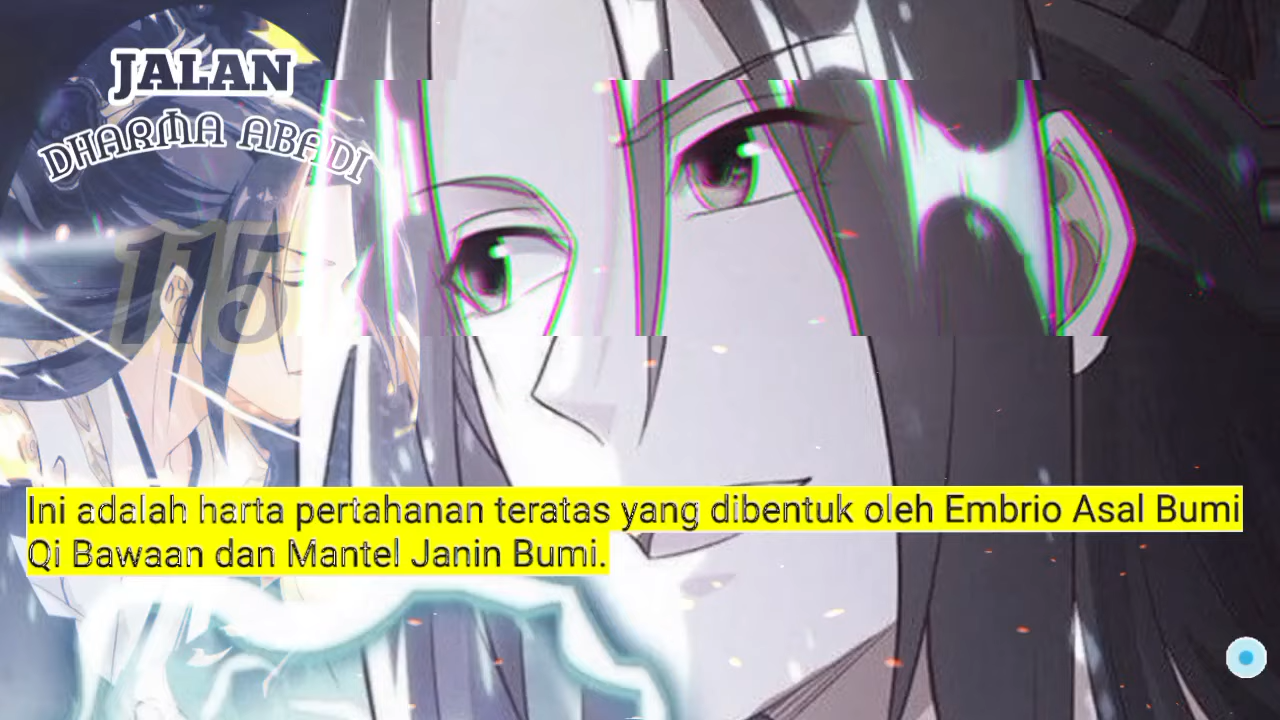 JALAN
DHARMA ABADI
115
Ini adalah harta pertahanan teratas yang dibentuk oleh Embrio Asal Bumi
Qi Bawaan dan Mantel Janin Bumi.